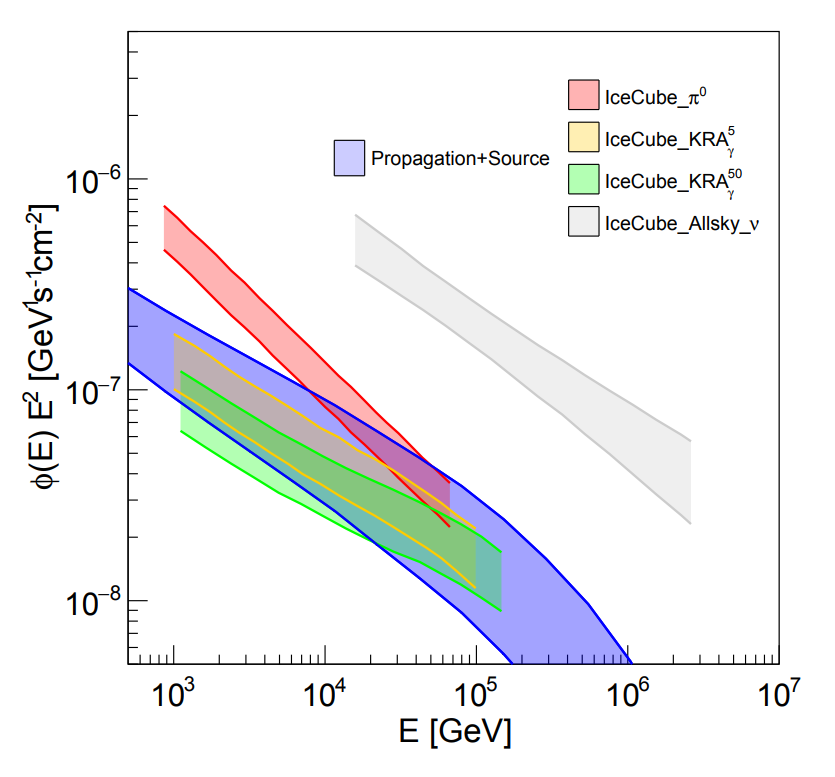 IceCube_π⁰
IceCube_KRA⁵ᵧ
Propagation+Source
IceCube_KRA⁵⁰ᵧ
IceCube_Allsky_ν
10⁻⁶
10⁻⁷
10⁻⁸
ϕ(E) E² [GeV¹s⁻¹cm⁻²]
10³ 10⁴ 10⁵ 10⁶ 10⁷
E [GeV]